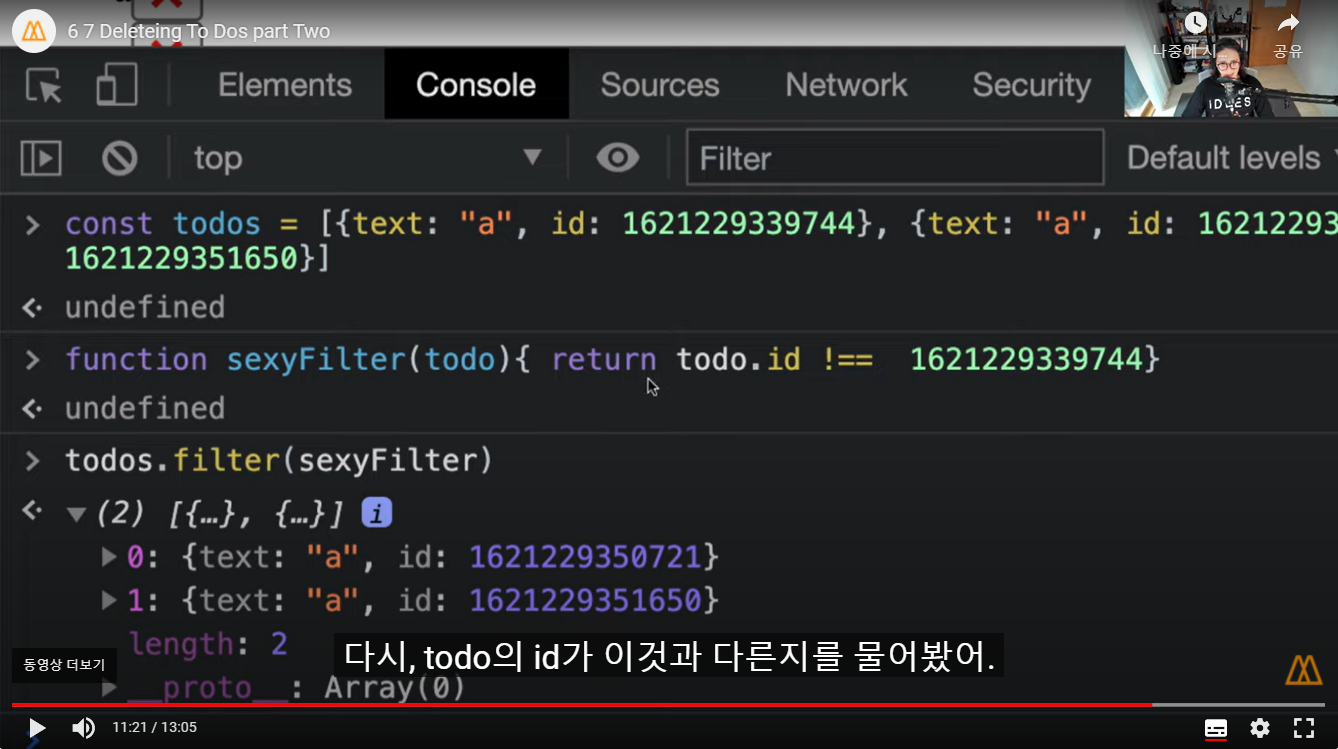 6 7 Deleteing To Dos part Two
나중에 시...
공유
IDLES
Elements Console Sources Network Security
top Filter Default levels
> const todos = [{text: "a", id: 1621229339744}, {text: "a", id: 16212293
1621229351650}]
undefined
> function sexyFilter(todo){ return todo.id !== 1621229339744}
undefined
> todos.filter(sexyFilter)
(2) [{…}, {…}] i
0: {text: "a", id: 1621229350721}
1: {text: "a", id: 1621229351650}
length: 2
다시, todo의 id가 이것과 다른지를 물어봤어.
동영상 더보기
__proto__: Array(0)
11:21 / 13:05